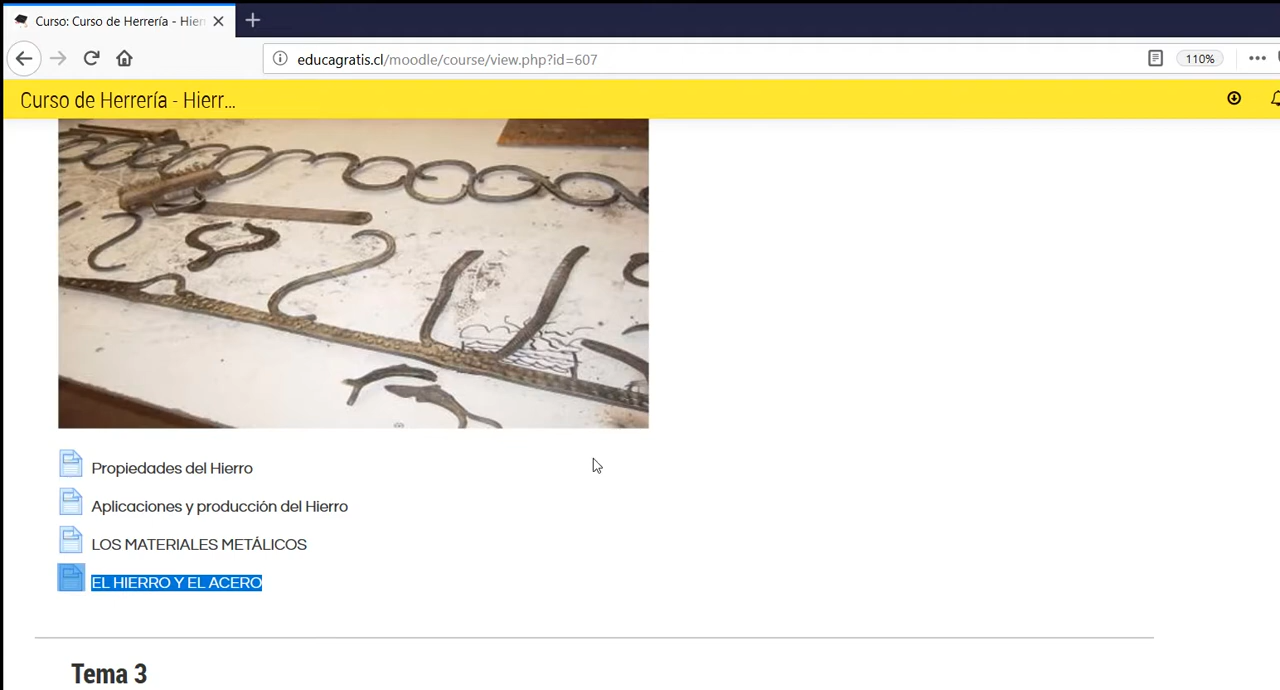 Curso: Curso de Herrería - Hier
educagratis.cl/moodle/course/view.php?id=607
110%
Curso de Herrería - Hierr...
Propiedades del Hierro
Aplicaciones y producción del Hierro
LOS MATERIALES METÁLICOS
EL HIERRO Y EL ACERO
Tema 3